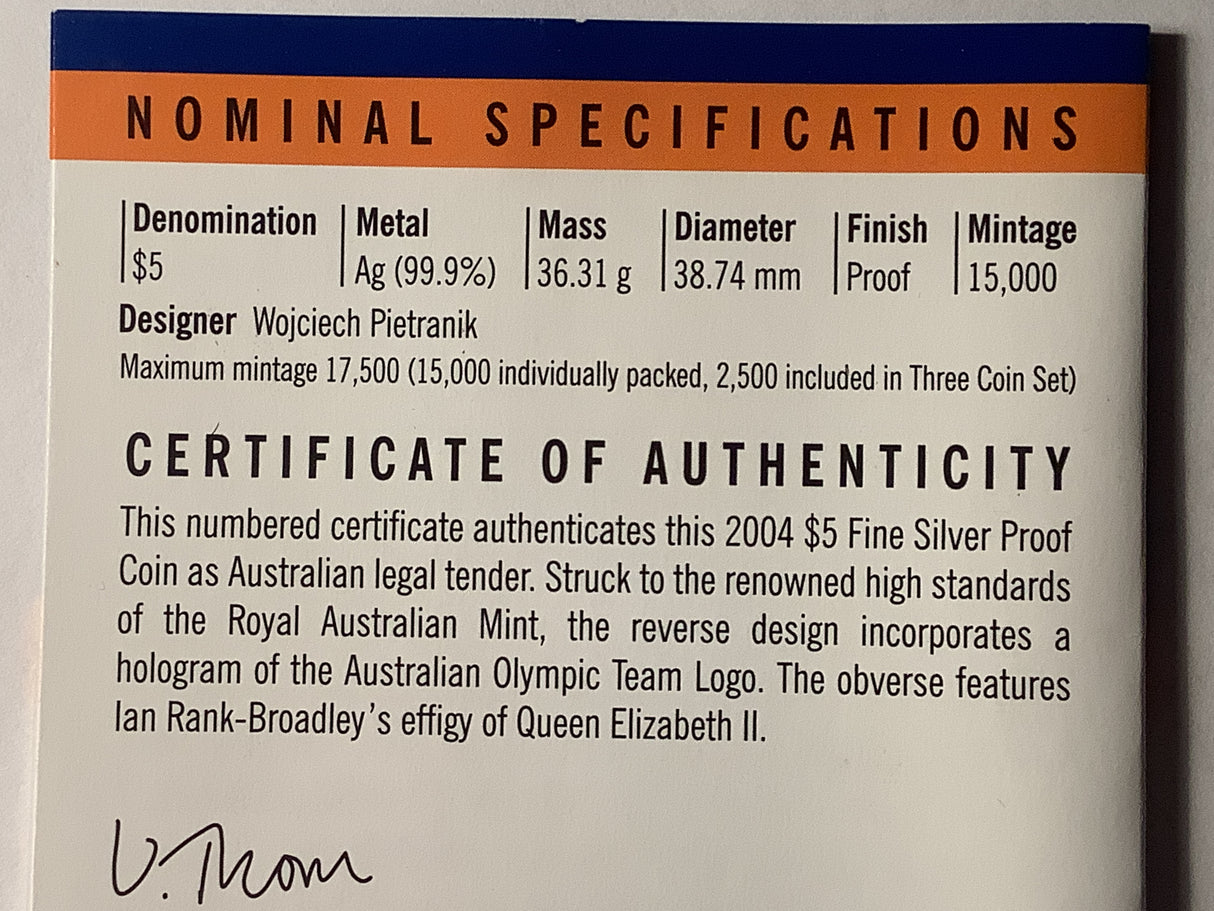 NOMINAL SPECIFICATIONS
Denomination Metal Mass Diameter Finish Mintage
$5 Ag (99.9%) 36.31 g 38.74 mm Proof 15,000
Designer Wojciech Pietranik
Maximum mintage 17,500 (15,000 individually packed, 2,500 included in Three Coin Set)
CERTIFICATE OF AUTHENTICITY
This numbered certificate authenticates this 2004 $5 Fine Silver Proof
Coin as Australian legal tender. Struck to the renowned high standards
of the Royal Australian Mint, the reverse design incorporates a
hologram of the Australian Olympic Team Logo. The obverse features
Ian Rank-Broadley's effigy of Queen Elizabeth II.